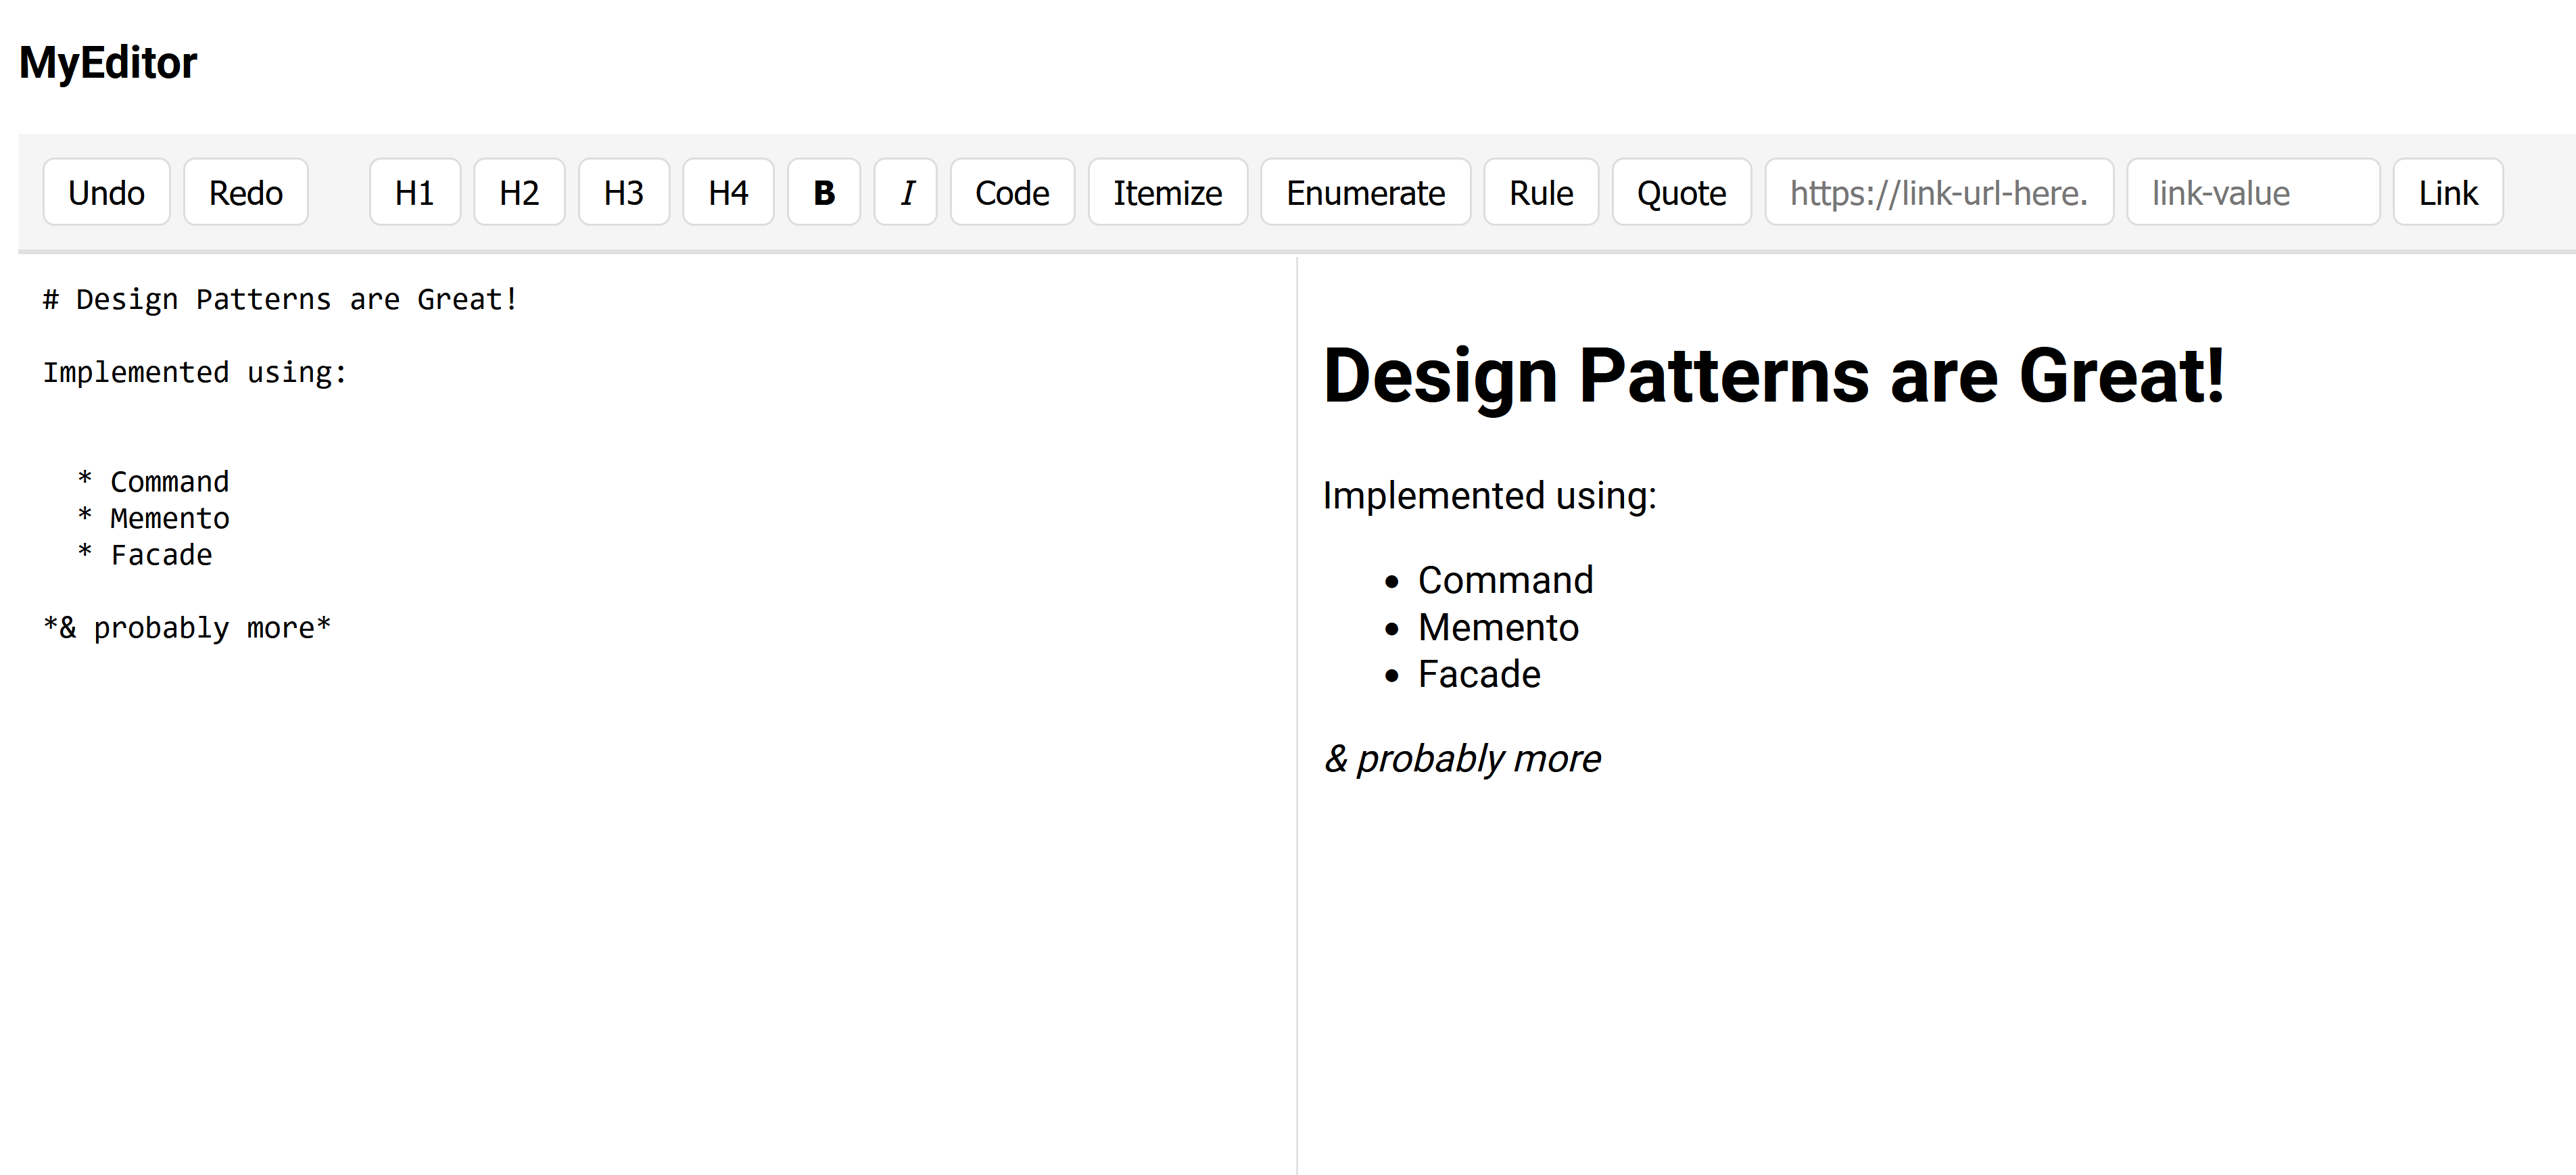 MyEditor
Undo Redo H1 H2 H3 H4 B I Code Itemize Enumerate Rule Quote https://link-url-here. link-value Link
# Design Patterns are Great!
Implemented using:
* Command
* Memento
* Facade
*& probably more*
Design Patterns are Great!
Implemented using:
• Command
• Memento
• Facade
& probably more